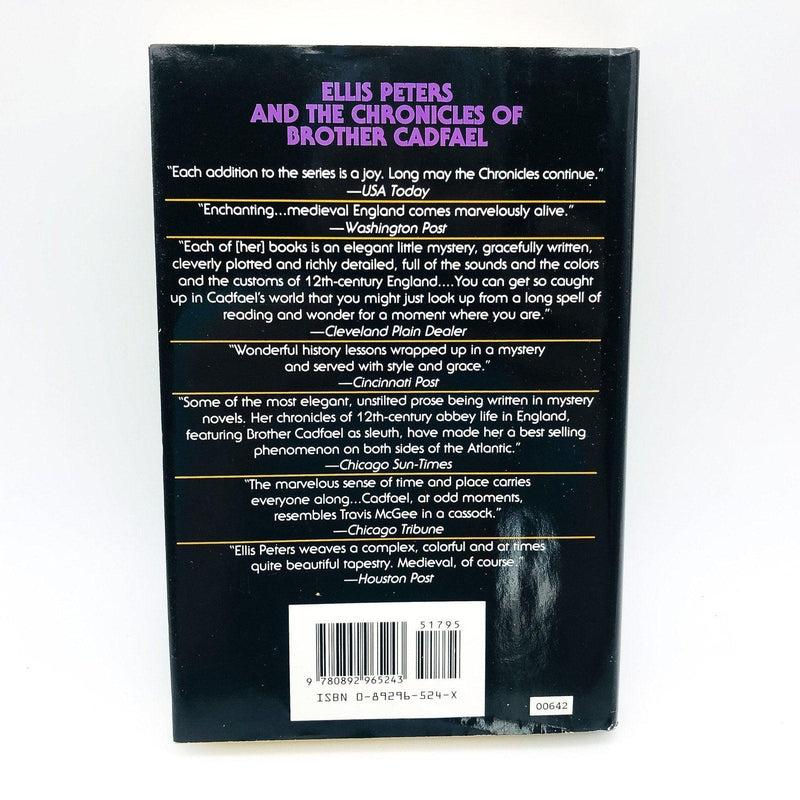 ELLIS PETERS
AND THE CHRONICLES OF
BROTHER CADFAEL
"Each addition to the series is a joy. Long may the Chronicles continue."
—USA Today
"Enchanting...medieval England comes marvelously alive."
—Washington Post
"Each of [her] books is an elegant little mystery, gracefully written,
cleverly plotted and richly detailed, full of the sounds and the colors
and the customs of 12th-century England....You can get so caught
up in Cadfael's world that you might just look up from a long spell of
reading and wonder for a moment where you are."
—Cleveland Plain Dealer
"Wonderful history lessons wrapped up in a mystery
and served with style and grace."
—Cincinnati Post
"Some of the most elegant, unstilted prose being written in mystery
novels. Her chronicles of 12th-century abbey life in England,
featuring Brother Cadfael as sleuth, have made her a best selling
phenomenon on both sides of the Atlantic."
—Chicago Sun-Times
"The marvelous sense of time and place carries
everyone along...Cadfael, at odd moments,
resembles Travis McGee in a cassock."
—Chicago Tribune
"Ellis Peters weaves a complex, colorful and at times
quite beautiful tapestry. Medieval, of course."
—Houston Post
51795
9 780892 965243
ISBN 0-89296-524-X
00642